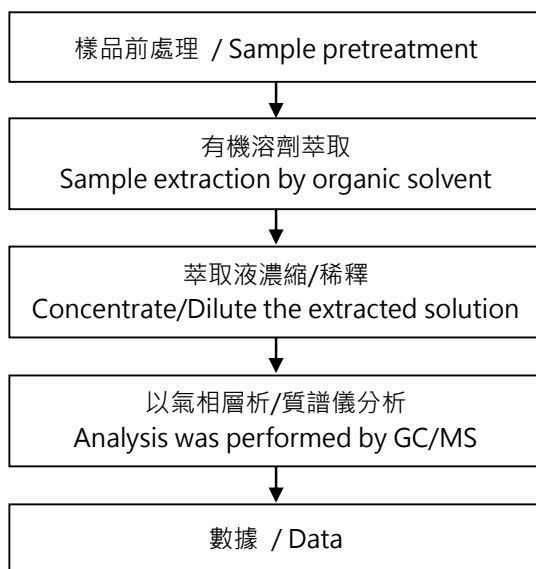 樣品前處理 / Sample pretreatment
有機溶劑萃取
Sample extraction by organic solvent
萃取液濃縮/稀釋
Concentrate/Dilute the extracted solution
以氣相層析/質譜儀分析
Analysis was performed by GC/MS
數據 / Data